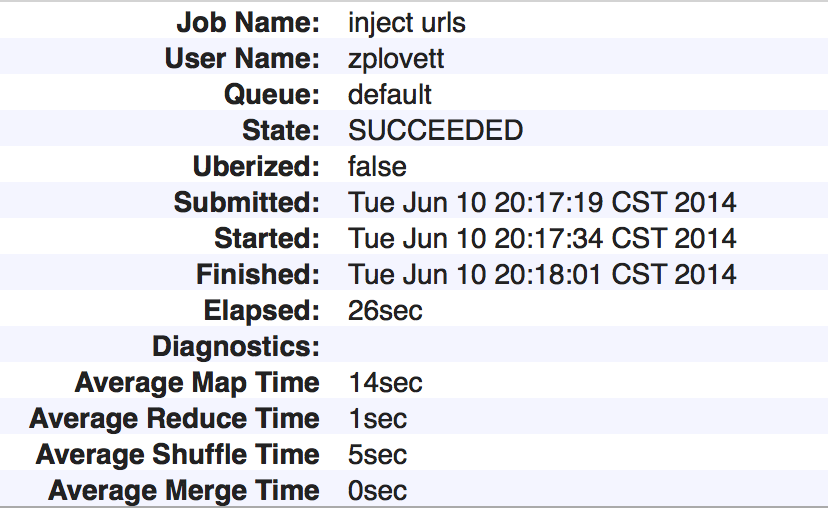 Job Name: inject urls
User Name: zplovett
Queue: default
State: SUCCEEDED
Uberized: false
Submitted: Tue Jun 10 20:17:19 CST 2014
Started: Tue Jun 10 20:17:34 CST 2014
Finished: Tue Jun 10 20:18:01 CST 2014
Elapsed: 26sec
Diagnostics:
Average Map Time 14sec
Average Reduce Time 1sec
Average Shuffle Time 5sec
Average Merge Time 0sec